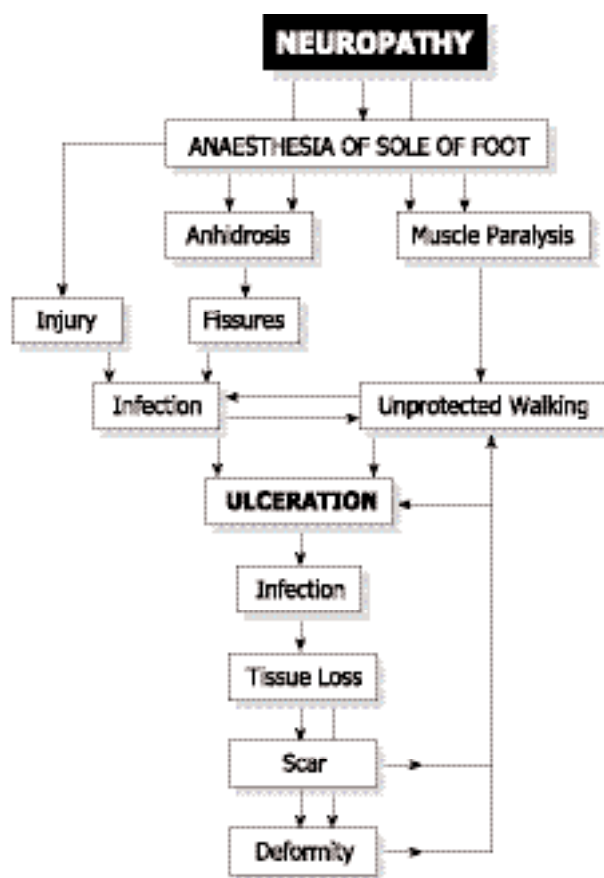 NEUROPATHY
ANAESTHESIA OF SOLE OF FOOT
Anhidrosis
Muscle Paralysis
Injury
Fissures
Infection
Unprotected Walking
ULCERATION
Infection
Tissue Loss
Scar
Deformity